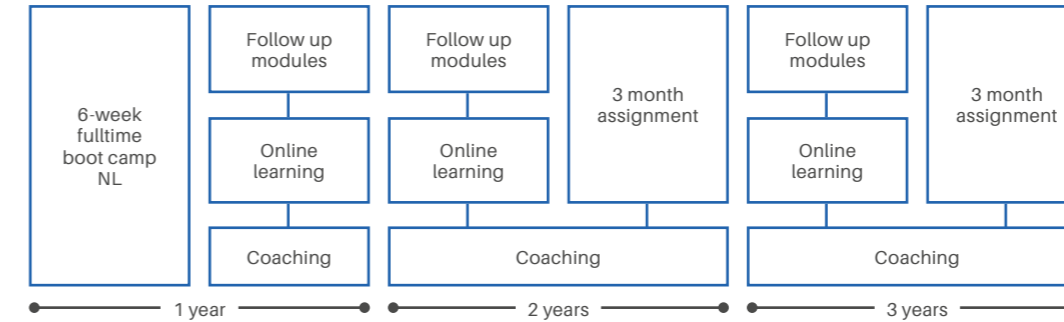 6-week
fulltime
boot camp
NL
Follow up
modules
Online
learning
Coaching
1 year
Follow up
modules
Online
learning
3 month
assignment
Coaching
2 years
Follow up
modules
Online
learning
3 month
assignment
Coaching
3 years